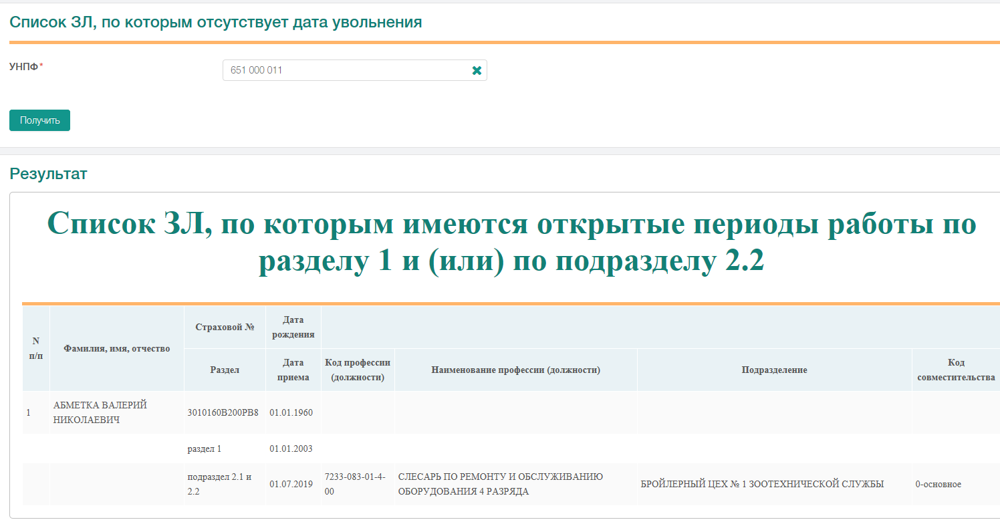 Список ЗЛ, по которым отсутствует дата увольнения
УНПФ*
651 000 011
Получить
Результат
Список ЗЛ, по которым имеются открытые периоды работы по
разделу 1 и (или) по подразделу 2.2
N
п/п
Фамилия, имя, отчество
Страховой №
Дата
рождения
Раздел
Дата
приема
Код профессии
(должности)
Наименование профессии (должности)
Подразделение
Код
совместительства
1
АБМЕТКА ВАЛЕРИЙ
НИКОЛАЕВИЧ
3010160B200PB8
01.01.1960
раздел 1
01.01.2003
подраздел 2.1 и
2.2
01.07.2019
7233-083-01-4-
00
СЛЕСАРЬ ПО РЕМОНТУ И ОБСЛУЖИВАНИЮ
ОБОРУДОВАНИЯ 4 РАЗРЯДА
БРОЙЛЕРНЫЙ ЦЕХ № 1 ЗООТЕХНИЧЕСКОЙ СЛУЖБЫ
0-основное